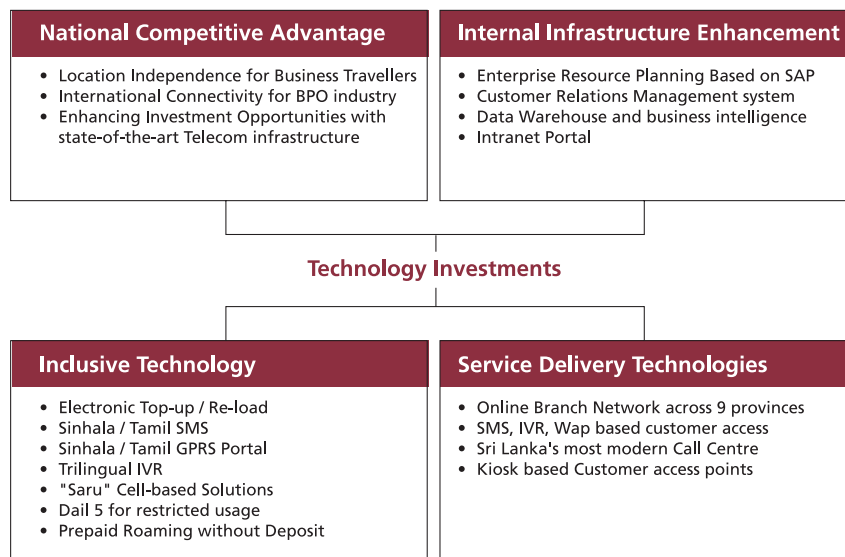 National Competitive Advantage
• Location Independence for Business Travellers
• International Connectivity for BPO industry
• Enhancing Investment Opportunities with
state-of-the-art Telecom infrastructure
Internal Infrastructure Enhancement
• Enterprise Resource Planning Based on SAP
• Customer Relations Management system
• Data Warehouse and business intelligence
• Intranet Portal
Technology Investments
Inclusive Technology
• Electronic Top-up / Re-load
• Sinhala / Tamil SMS
• Sinhala / Tamil GPRS Portal
• Trilingual IVR
• "Saru" Cell-based Solutions
• Dail 5 for restricted usage
• Prepaid Roaming without Deposit
Service Delivery Technologies
• Online Branch Network across 9 provinces
• SMS, IVR, Wap based customer access
• Sri Lanka's most modern Call Centre
• Kiosk based Customer access points